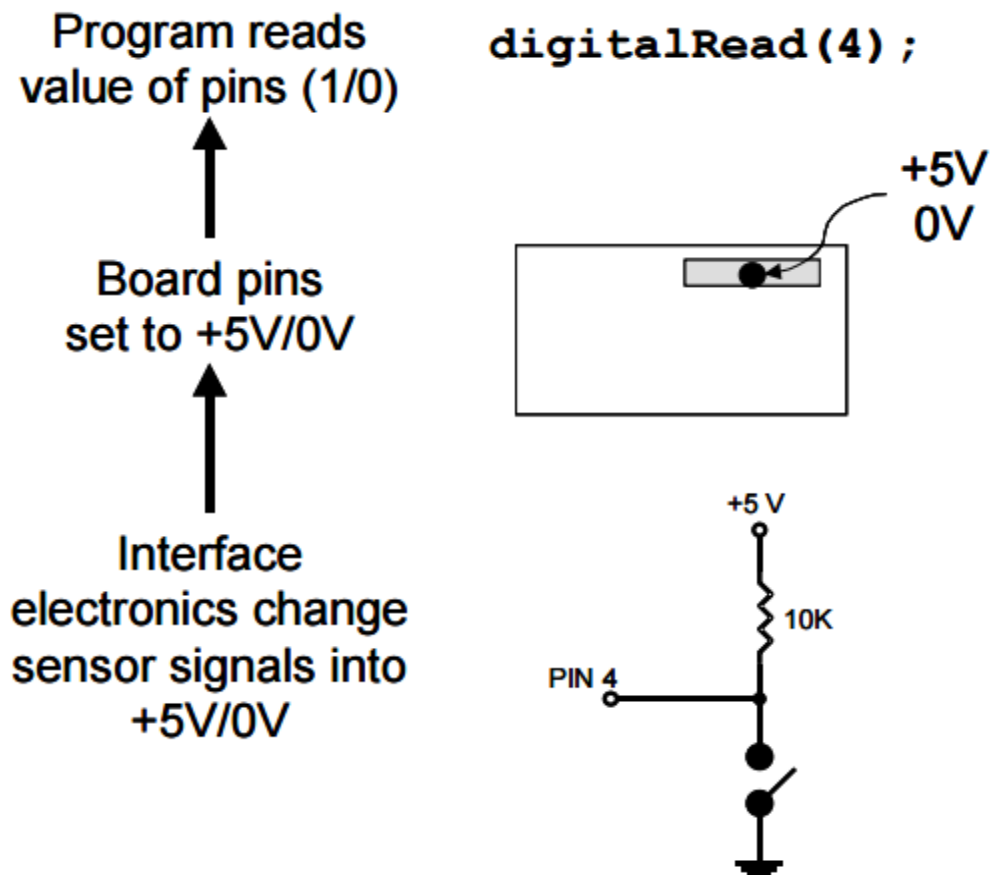 Program reads
value of pins (1/0)
digitalRead(4);
+5V
0V
Board pins
set to +5V/0V
Interface
electronics change
sensor signals into
+5V/0V
+5 V
10K
PIN 4